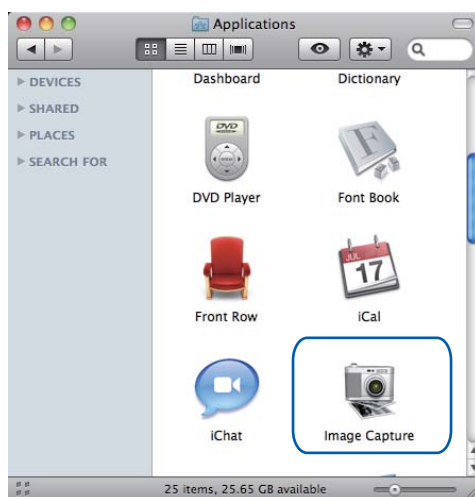 Applications
DEVICES
SHARED
PLACES
SEARCH FOR
Dashboard
Dictionary
DVD
DVD Player
F
Font Book
Front Row
JUL
17
iCal
iChat
Image Capture
25 items, 25.65 GB available